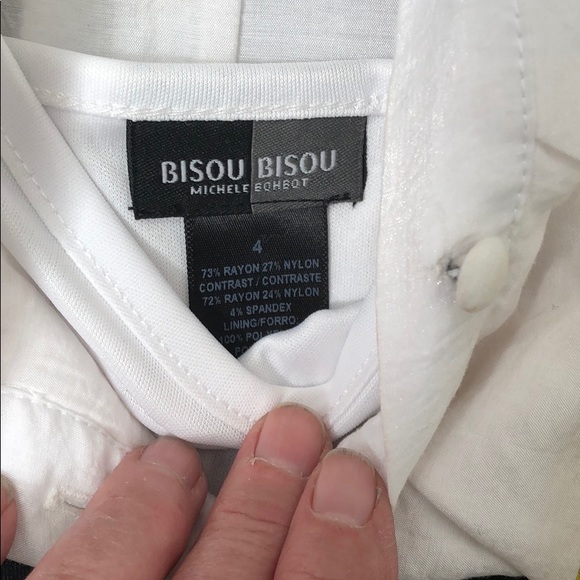 BISOU BISOU
MICHELE BOHBOT
4
73% RAYON 27% NYLON
CONTRAST / CONTRASTE
72% RAYON 24% NYLON
4% SPANDEX
LINING/FORRO
100%